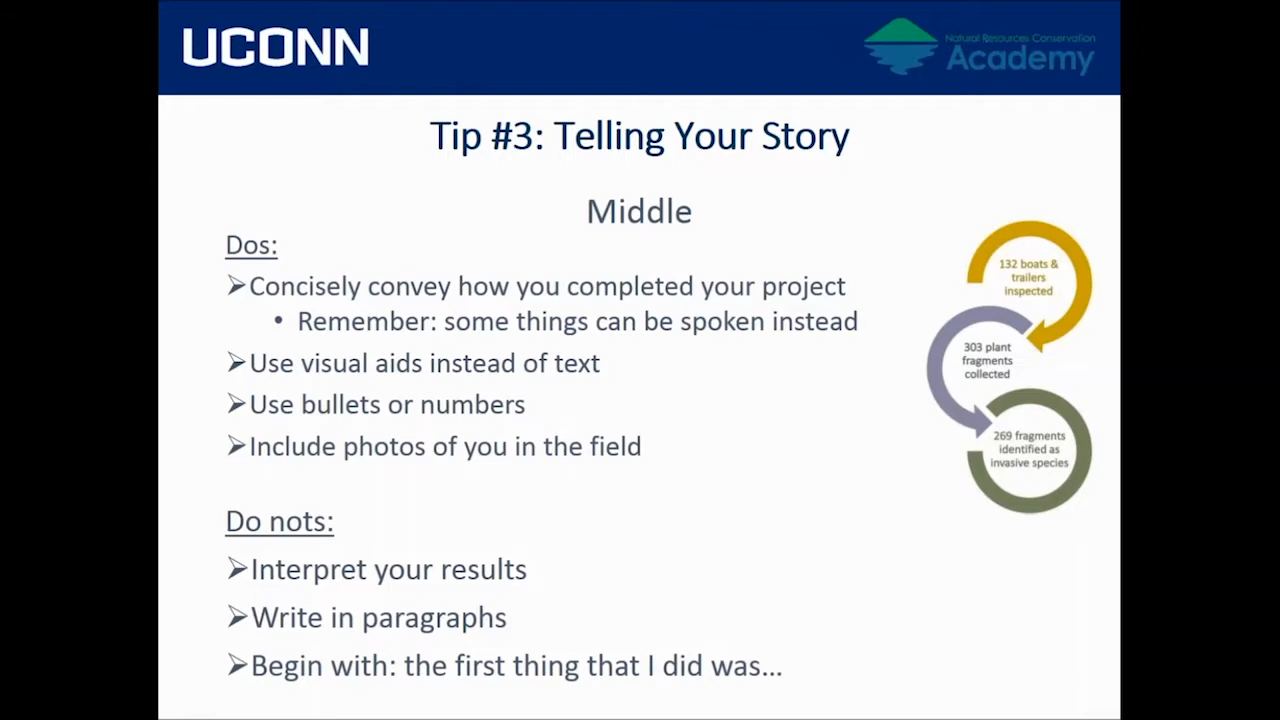 UCONN
Natural Resources Conservation
Academy
Tip #3: Telling Your Story
Middle
Dos:
➢Concisely convey how you completed your project
• Remember: some things can be spoken instead
➢Use visual aids instead of text
➢Use bullets or numbers
➢Include photos of you in the field
132 boats &
trailers
inspected
303 plant
fragments
collected
269 fragments
identified as
invasive species
Do nots:
➢Interpret your results
➢Write in paragraphs
➢Begin with: the first thing that I did was…